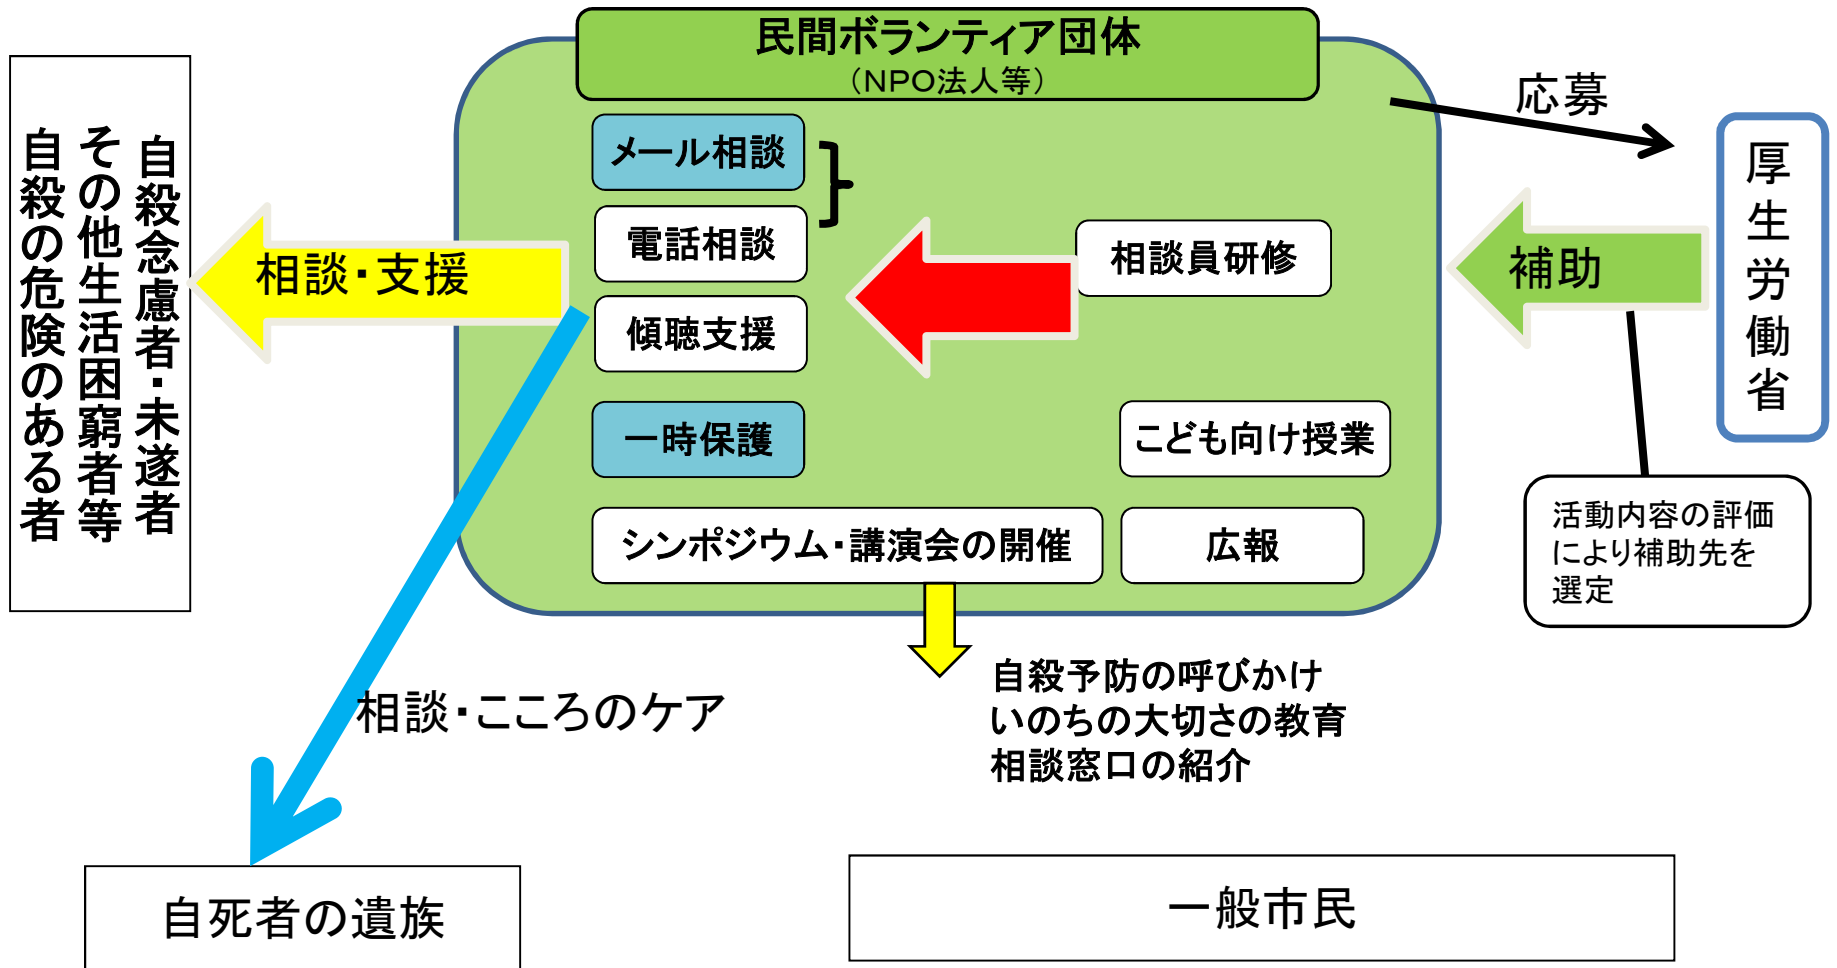 民間ボランティア団体
（NPO法人等）
応募
厚生労働省
補助
活動内容の評価
により補助先を
選定
メール相談
電話相談
傾聴支援
一時保護
相談員研修
こども向け授業
シンポジウム・講演会の開催
広報
相談・支援
自殺念慮者・未遂者
その他生活困窮者等
自殺の危険のある者
相談・こころのケア
自殺予防の呼びかけ
いのちの大切さの教育
相談窓口の紹介
自死者の遺族
一般市民